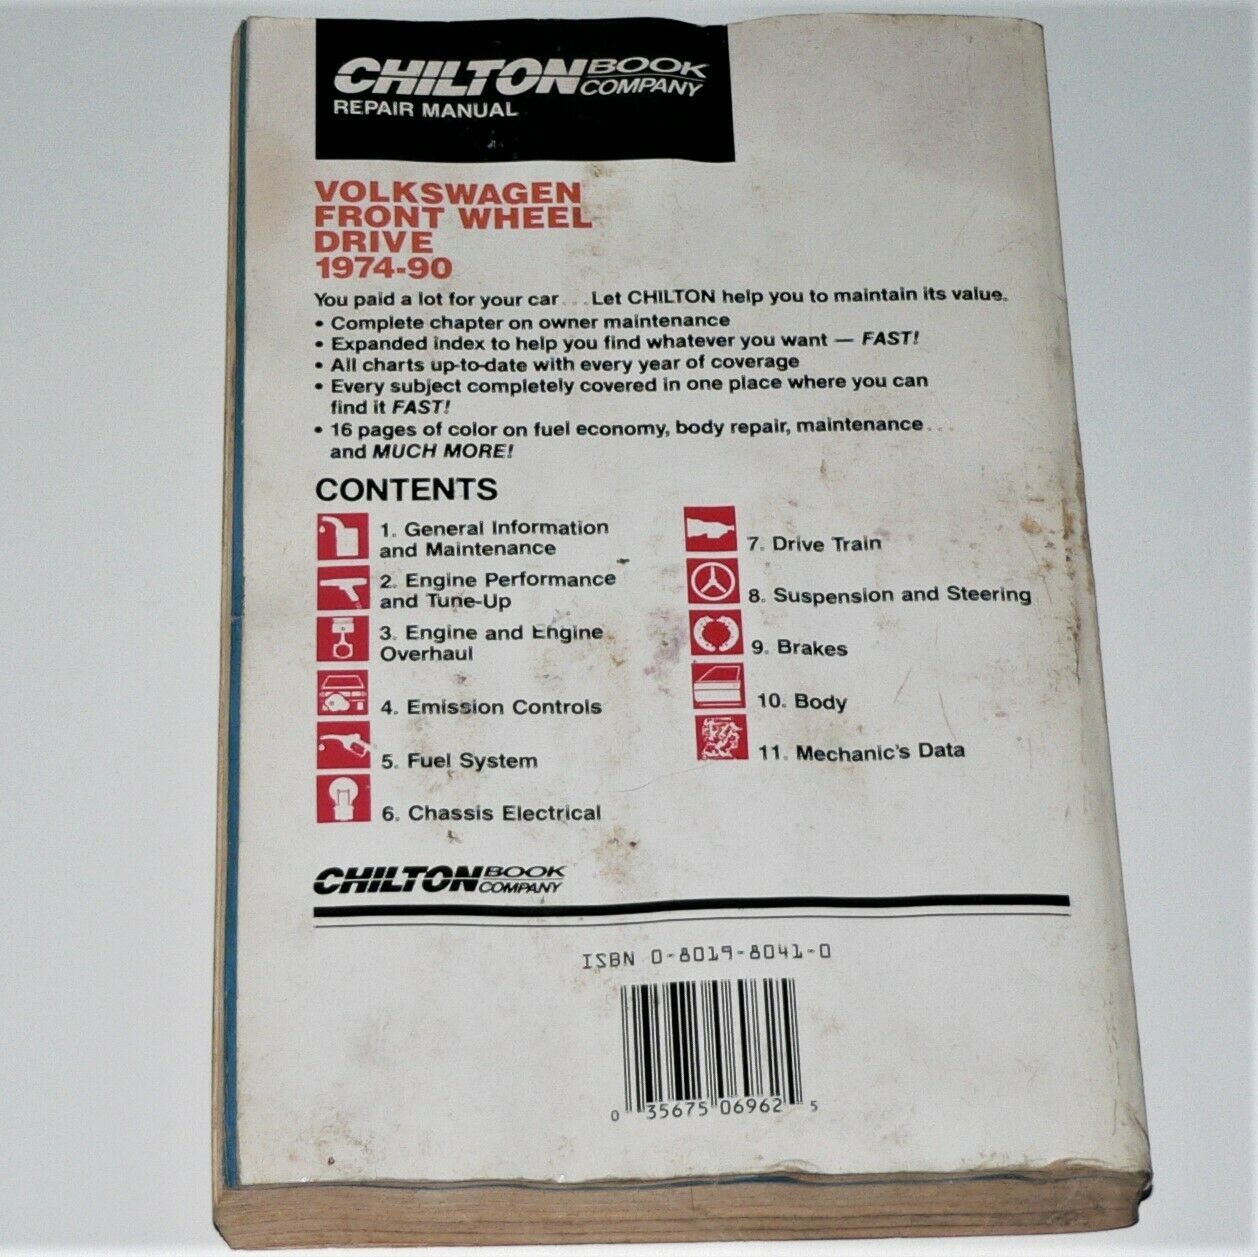 CHILTON BOOK COMPANY
REPAIR MANUAL
VOLKSWAGEN
FRONT WHEEL
DRIVE
1974-90
You paid a lot for your car . . . Let CHILTON help you to maintain its value.
• Complete chapter on owner maintenance
• Expanded index to help you find whatever you want — FAST!
• All charts up-to-date with every year of coverage
• Every subject completely covered in one place where you can
find it FAST!
• 16 pages of color on fuel economy, body repair, maintenance . . .
and MUCH MORE!
CONTENTS
1. General Information
and Maintenance
2. Engine Performance
and Tune-Up
3. Engine and Engine
Overhaul
4. Emission Controls
5. Fuel System
6. Chassis Electrical
7. Drive Train
8. Suspension and Steering
9. Brakes
10. Body
11. Mechanic's Data
CHILTON BOOK COMPANY
ISBN 0-8019-8041-0
0 35675 06962 5